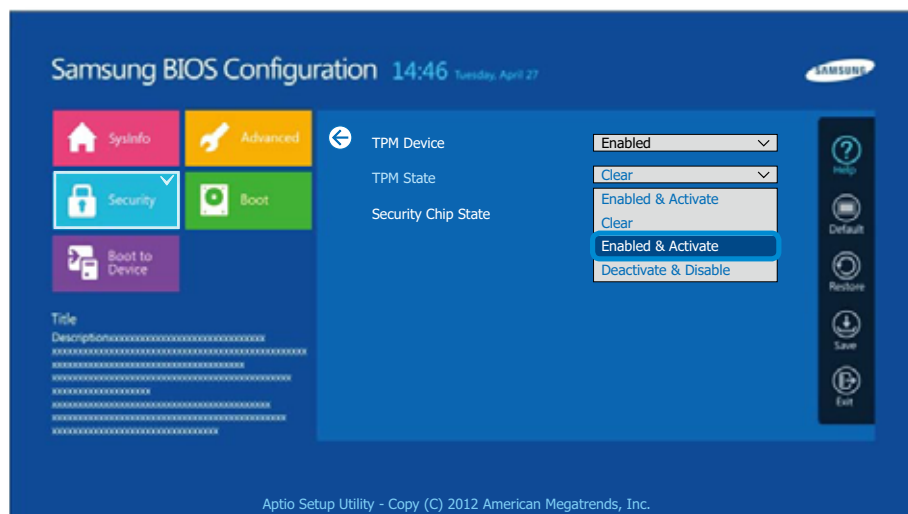 Samsung BIOS Configuration 14:46 Tuesday, April 27
SAMSUNG
SysInfo
Advanced
Security
Boot
Boot to
Device
TPM Device
Enabled
TPM State
Clear
Security Chip State
Enabled & Activate
Clear
Enabled & Activate
Deactivate & Disable
Help
Default
Restore
Save
Exit
Title
Aptio Setup Utility - Copy (C) 2012 American Megatrends, Inc.